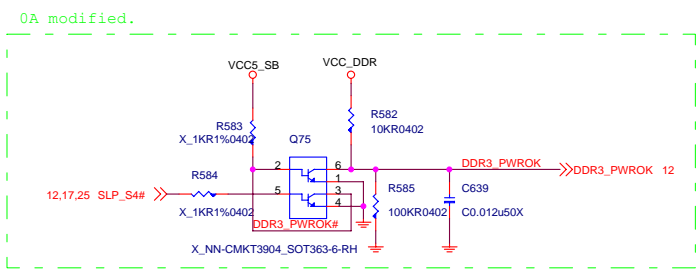 0A modified.
VCC5_SB
VCC_DDR
R583
X_1KR1%0402
Q75
R582
10KR0402
2
6
1
R584
5
3
4
12,17,25 SLP_S4#
X_1KR1%0402
DDR3_PWROK#
DDR3_PWROK
DDR3_PWROK 12
R585
100KR0402
C639
C0.012u50X
X_NN-CMKT3904_SOT363-6-RH